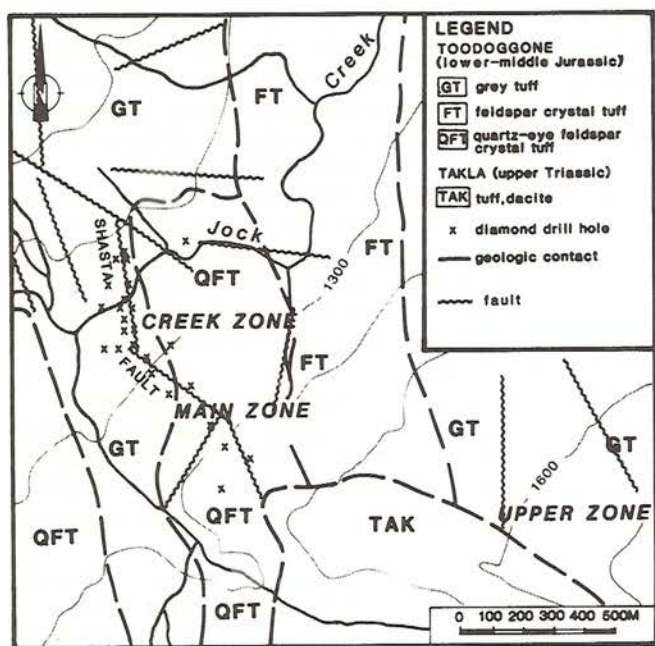 LEGEND
TOODOGGONE
(lower-middle Jurassic)
GT grey tuff
FT feldspar crystal tuff
QFT quartz-eye feldspar
crystal tuff
TAKLA (upper Triassic)
TAK tuff,dacite
x diamond drill hole
geologic contact
fault
N
GT
FT
Creek
SHASTA
Jock
QFT
FT
1300
CREEK ZONE
FAULT
FT
MAIN ZONE
GT
GT
GT
1600
UPPER ZONE
QFT
QFT
TAK
QFT
0 100 200 300 400 500M